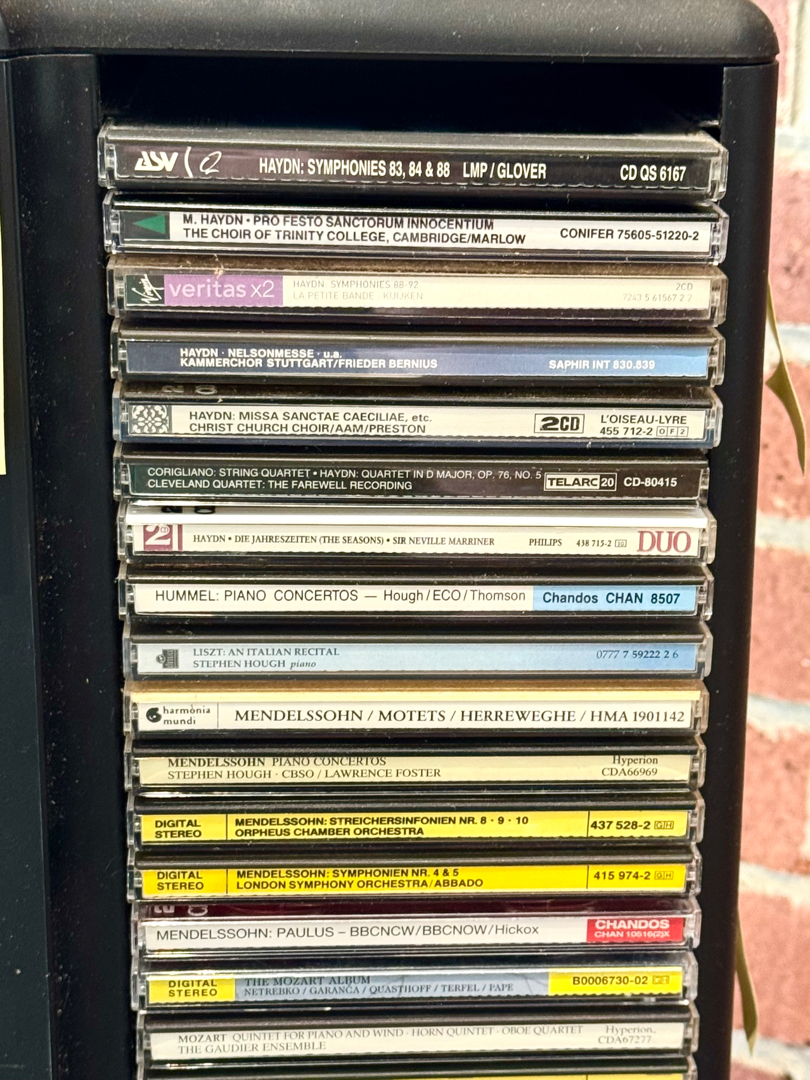 ASV
HAYDN: SYMPHONIES 83, 84 & 88 LMP / GLOVER CD QS 6167
M. HAYDN • PRO FESTO SANCTORUM INNOCENTIUM
THE CHOIR OF TRINITY COLLEGE, CAMBRIDGE/MARLOW CONIFER 75605-51220-2
Virgin veritas x2
HAYDN SYMPHONIES 88-92 2CD
LA PETITE BANDE · KUIJKEN 7243 5 61567 2 2
HAYDN · NELSONMESSE · u.a.
KAMMERCHOR STUTTGART/FRIEDER BERNIUS SAPHIR INT 830.839
HAYDN: MISSA SANCTAE CAECILIAE, etc. 2CD L'OISEAU-LYRE
CHRIST CHURCH CHOIR/AAM/PRESTON 455 712-2 OF2
CORIGLIANO: STRING QUARTET • HAYDN: QUARTET IN D MAJOR, OP. 76, NO. 5 TELARC 20 CD-80415
CLEVELAND QUARTET: THE FAREWELL RECORDING
2 CD HAYDN • DIE JAHRESZEITEN (THE SEASONS) • SIR NEVILLE MARRINER PHILIPS 438 715-2 DUO
HUMMEL: PIANO CONCERTOS — Hough/ECO/Thomson Chandos CHAN 8507
LISZT: AN ITALIAN RECITAL 0777 7 59222 2 6
STEPHEN HOUGH piano
harmonia
mundi MENDELSSOHN / MOTETS / HERREWEGHE / HMA 1901142
MENDELSSOHN PIANO CONCERTOS Hyperion
STEPHEN HOUGH · CBSO / LAWRENCE FOSTER CDA66969
DIGITAL MENDELSSOHN: STREICHERSINFONIEN NR. 8 · 9 · 10 437 528-2 GH
STEREO ORPHEUS CHAMBER ORCHESTRA
DIGITAL MENDELSSOHN: SYMPHONIEN NR. 4 & 5 415 974-2 GH
STEREO LONDON SYMPHONY ORCHESTRA/ABBADO
MENDELSSOHN: PAULUS – BBCNCW/BBCNOW/Hickox CHANDOS
CHAN 10516(2)X
DIGITAL THE MOZART ALBUM B0006730-02 GH
STEREO NETREBKO / GARANČA / QUASTHOFF / TERFEL / PAPE
MOZART QUINTET FOR PIANO AND WIND · HORN QUINTET · OBOE QUARTET Hyperion,
THE GAUDIER ENSEMBLE CDA67277